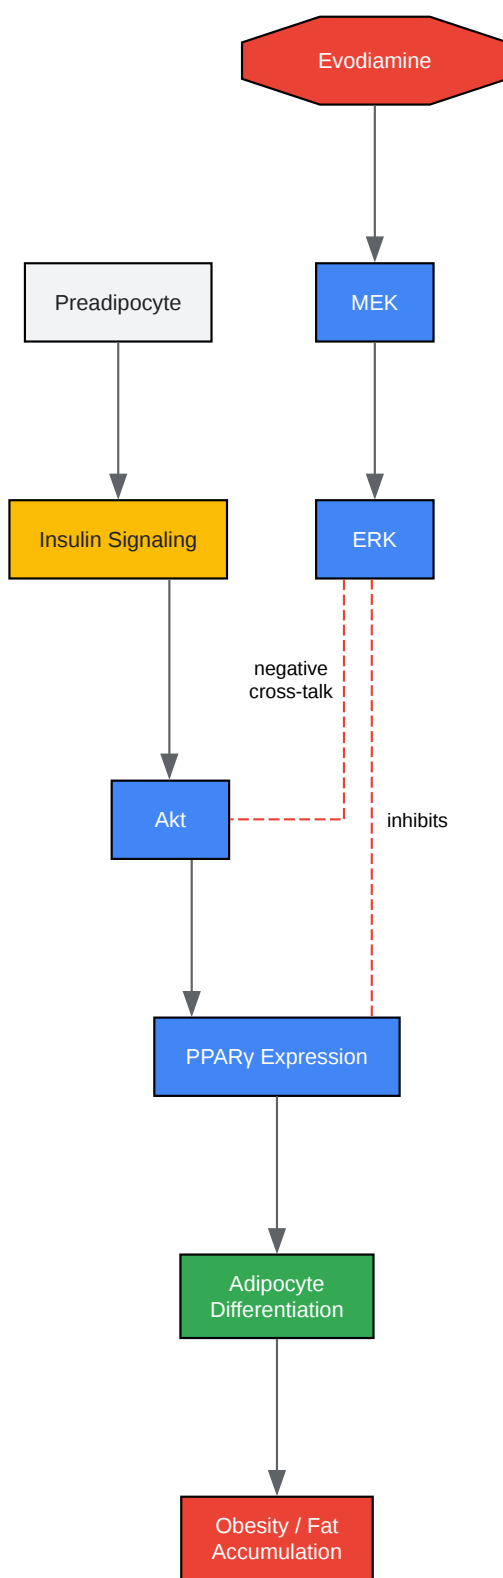 Evodiamine
Preadipocyte
MEK
Insulin Signaling
ERK
negative
cross-talk
Akt
inhibits
PPARγ Expression
Adipocyte
Differentiation
Obesity / Fat
Accumulation